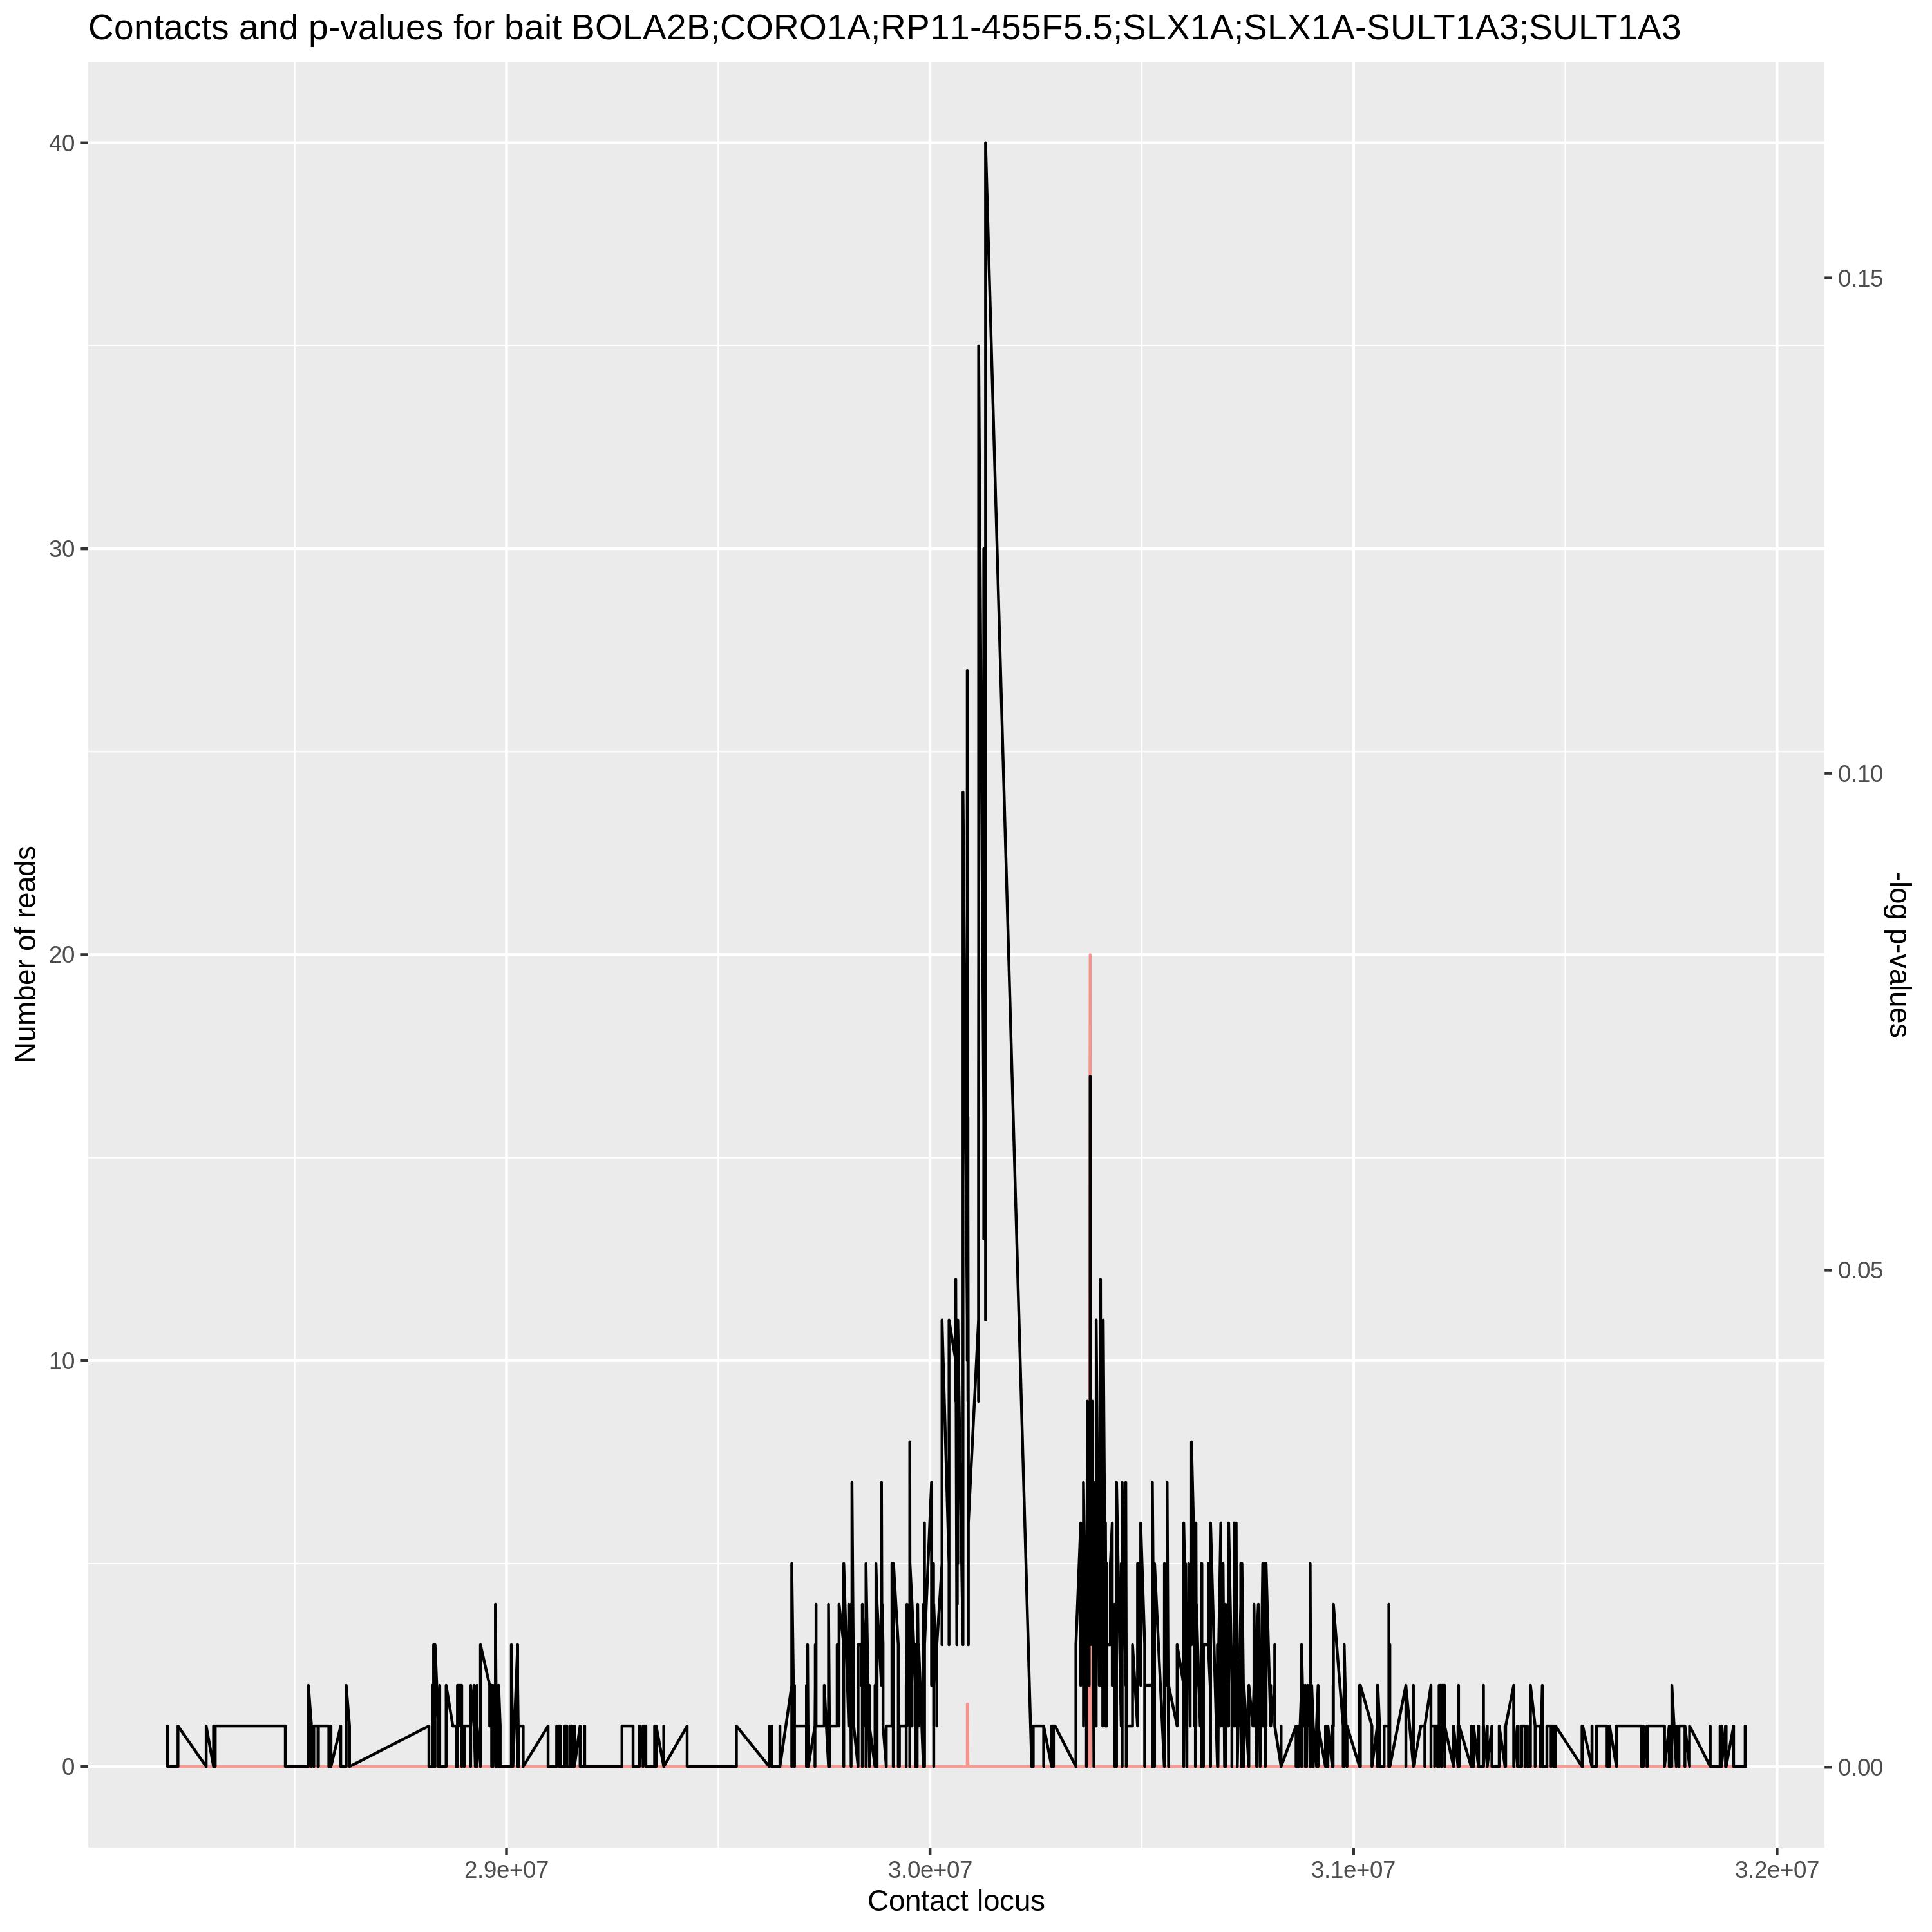 Contacts and p-values for bait BOLA2B;CORO1A;RP11-455F5.5;SLX1A;SLX1A-SULT1A3;SULT1A3
40
30
20
10
0
Number of reads
0.15
0.10
0.05
0.00
-log p-values
2.9e+07 3.0e+07 3.1e+07 3.2e+07
Contact locus